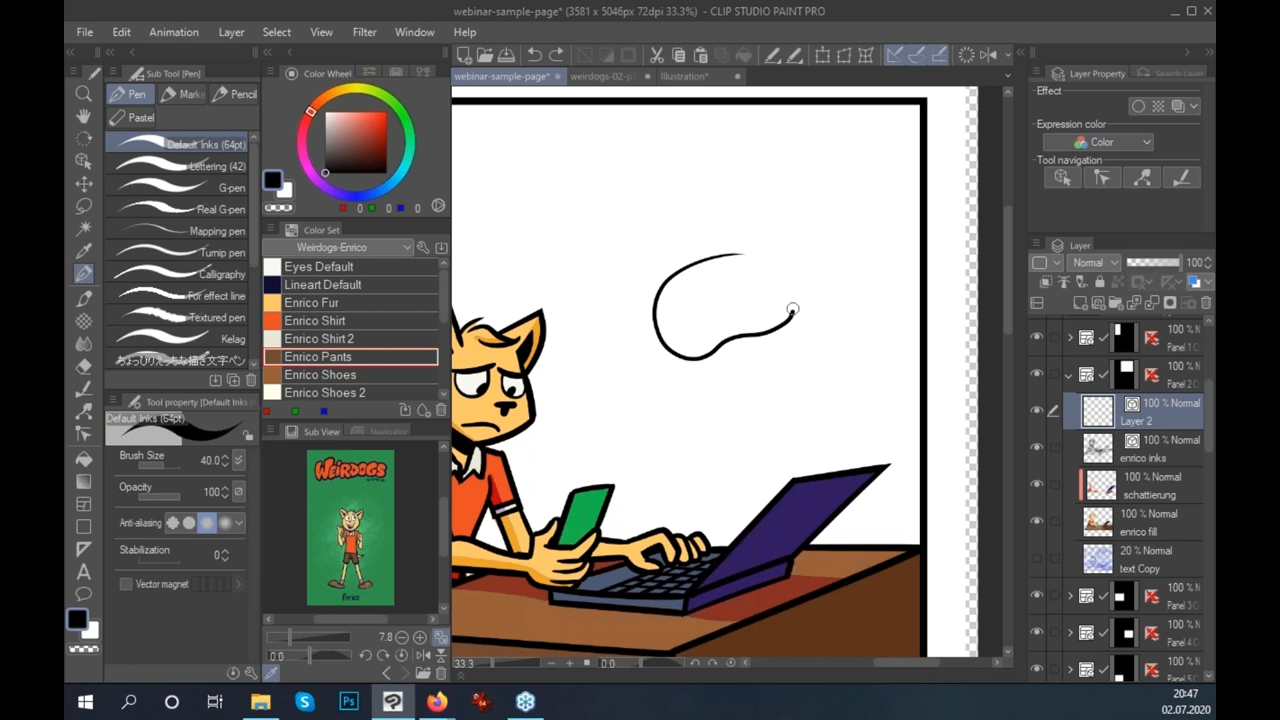 webinar-sample-page* (3581 x 5046px 72dpi 33.3%) - CLIP STUDIO PAINT PRO
File Edit Animation Layer Select View Filter Window Help
webinar-sample-page* weirdogs-02-p1 Illustration*
Sub Tool [Pen]
Pen Marke Pencil
Pastel
Default Inks (64pt)
Lettering (42)
G-pen
Real G-pen
Mapping pen
Turnip pen
Calligraphy
For effect line
Textured pen
Kelag
Tool property [Default Inks
Default Inks (64pt)
Brush Size 40.0
Opacity 100
Anti-aliasing
Stabilization 0
Vector magnet
Color Wheel
0 0 0
Color Set
Weirdogs-Enrico
Eyes Default
Lineart Default
Enrico Fur
Enrico Shirt
Enrico Shirt 2
Enrico Pants
Enrico Shoes
Enrico Shoes 2
Sub View Navigator
WEIRDOGS
Enrico
7.8
0.0
33.3 0.0
Layer Property Search Layer
Effect
Expression color
Color
Tool navigation
Layer
Normal 100
100 % N
Panel 1 C
100 % N
Panel 2 C
100 % Normal
Layer 2
100 % Normal
enrico inks
100 % Normal
schattierung
100 % Normal
enrico fill
20 % Normal
text Copy
100 % N
Panel 3 C
100 % N
Panel 4 C
100 % N
Panel 5 C
20:47
02.07.2020